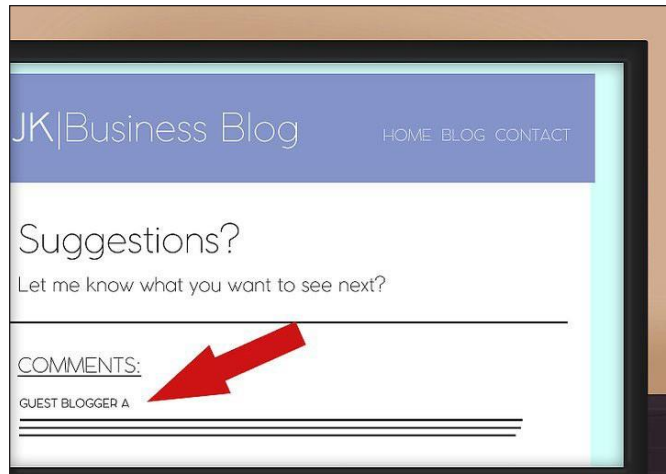 JK|Business Blog
HOME BLOG CONTACT
Suggestions?
Let me know what you want to see next?
COMMENTS:
GUEST BLOGGER A